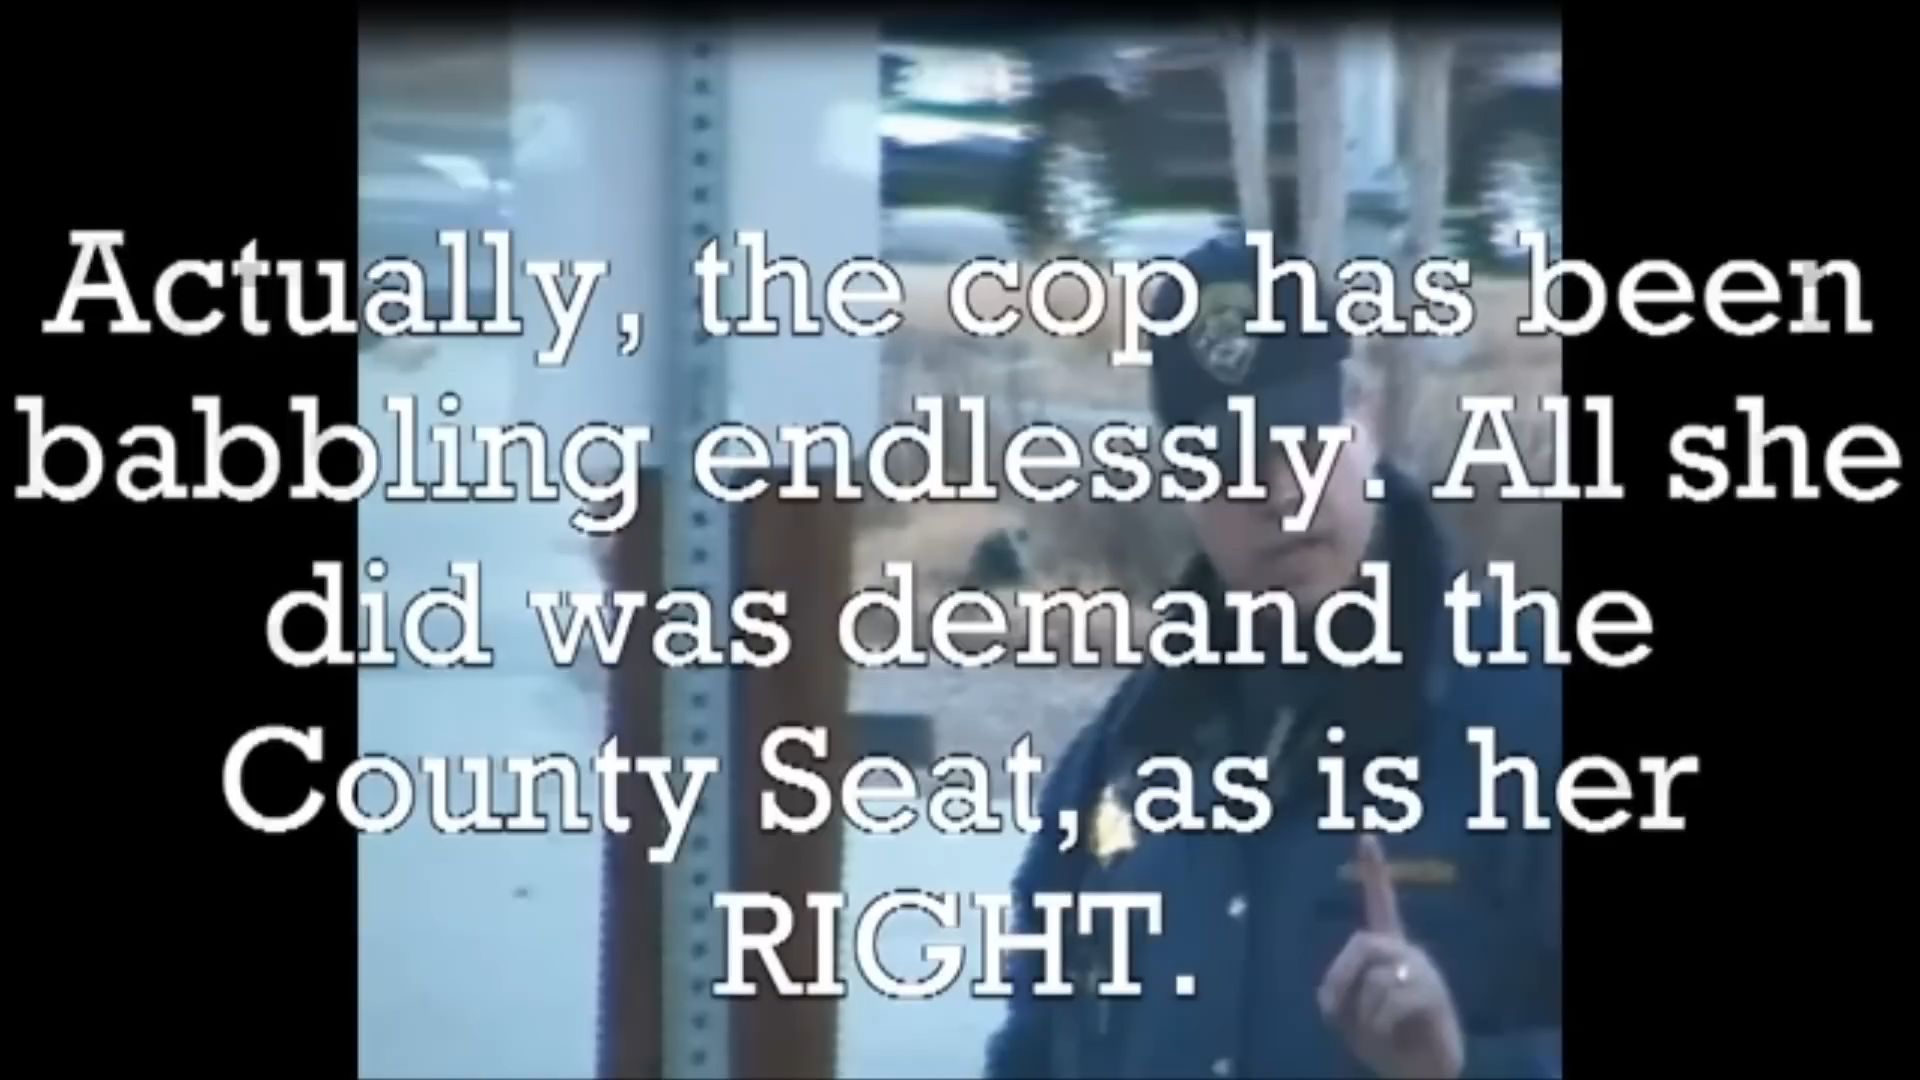 Actually, the cop has been
babbling endlessly. All she
did was demand the
County Seat, as is her
RIGHT.